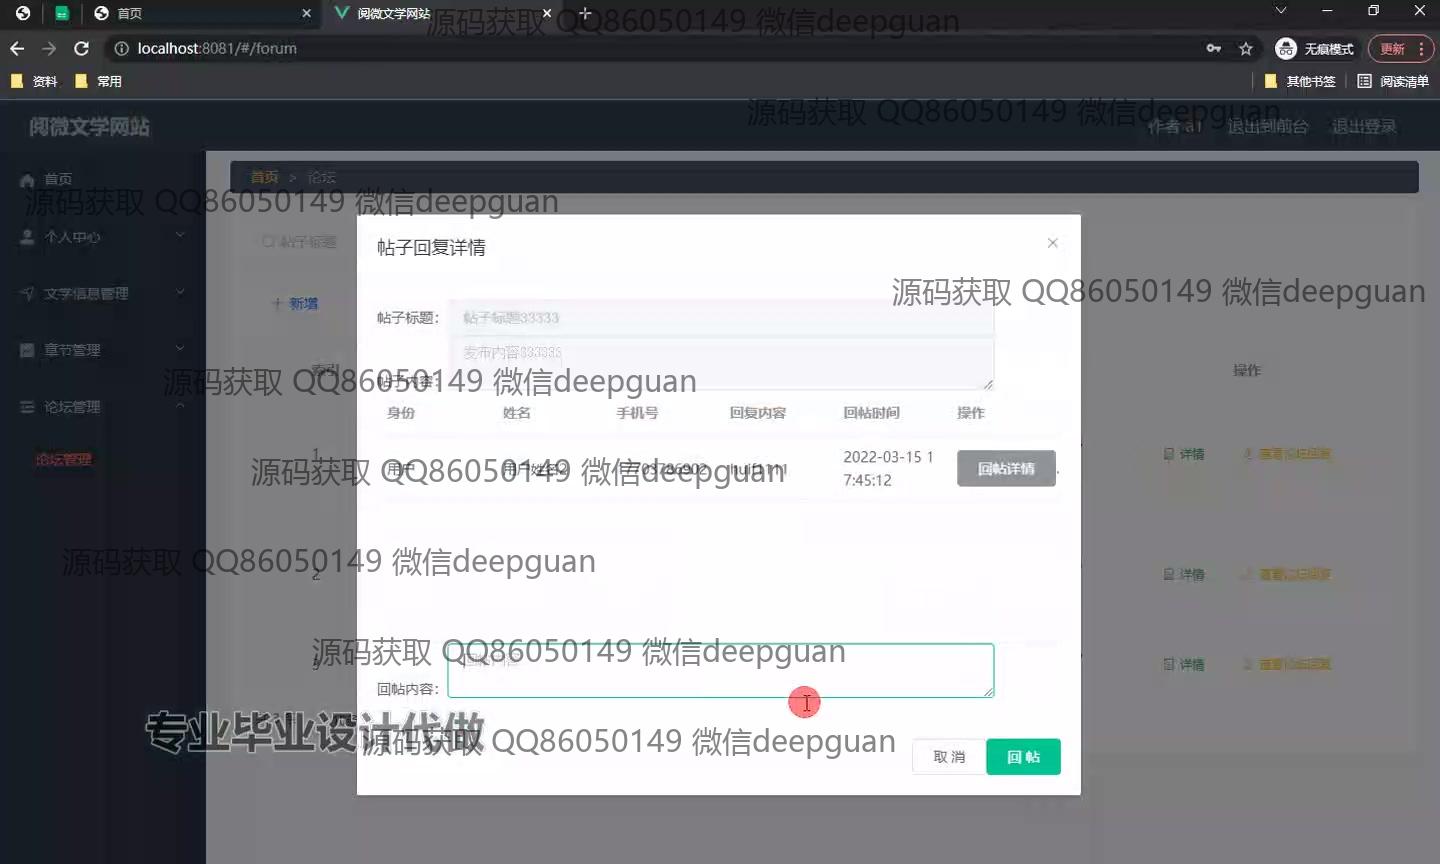 首页
阅微文学网站
localhost:8081/#/forum
无痕模式
更新
资料
常用
其他书签
阅读清单
阅微文学网站
作者 a1
退出到前台
退出登录
首页
个人中心
文学信息管理
章节管理
论坛管理
论坛管理
首页 > 论坛
帖子标题
+ 新增
索引
操作
1
详情
查看论坛回复
2
详情
查看论坛回复
3
详情
查看论坛回复
帖子回复详情
帖子标题：
帖子标题33333
帖子内容：
发布内容333333
身份
姓名
手机号
回复内容
回帖时间
操作
用户
用户姓名2
17703786902
2022-03-15 1
7:45:12
回帖详情
回帖内容：
回帖内容
取 消
回 帖
源码获取 QQ86050149 微信deepguan
源码获取 QQ86050149 微信deepguan
源码获取 QQ86050149 微信deepguan
源码获取 QQ86050149 微信deepguan
源码获取 QQ86050149 微信deepguan
源码获取 QQ86050149 微信deepguan
源码获取 QQ86050149 微信deepguan
源码获取 QQ86050149 微信deepguan
源码获取 QQ86050149 微信deepguan
专业毕业设计代做